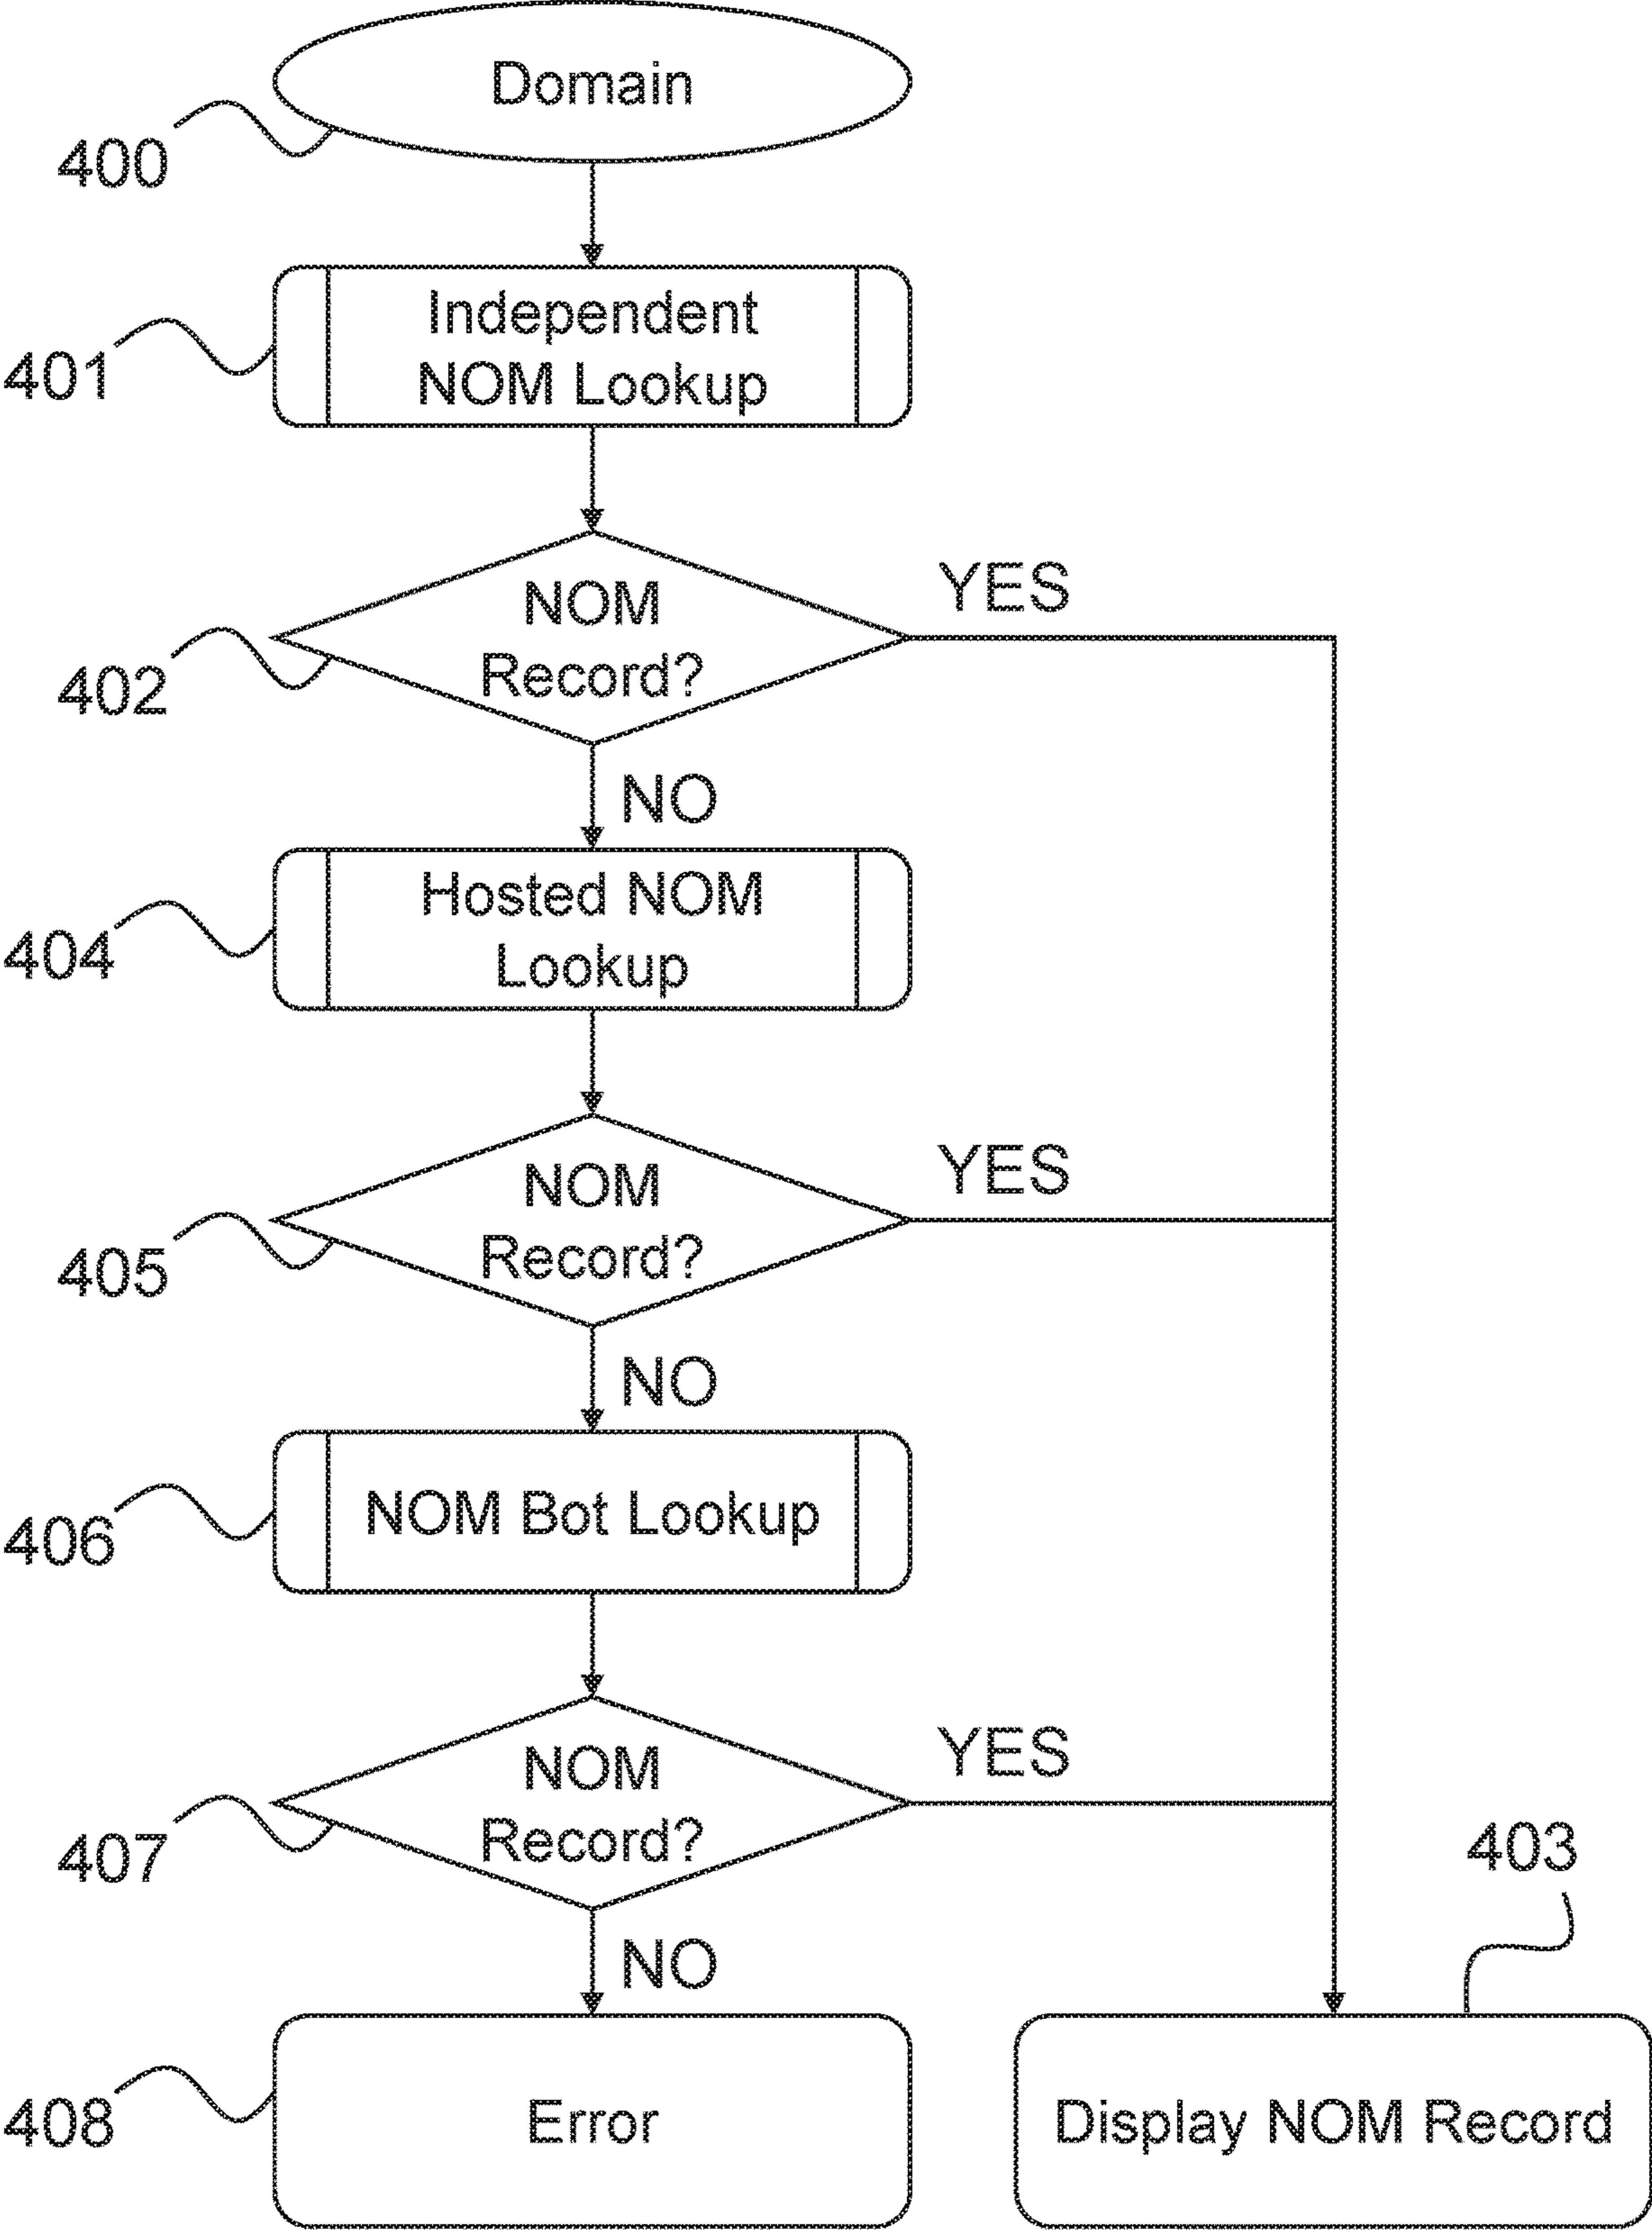 Domain
400
Independent
NOM Lookup
401
YES
NOM
Record?
402
NO
Hosted NOM
Lookup
404
YES
NOM
Record?
405
NO
NOM Bot Lookup
406
YES
NOM
Record?
407
403
NO
Error
Display NOM Record
408